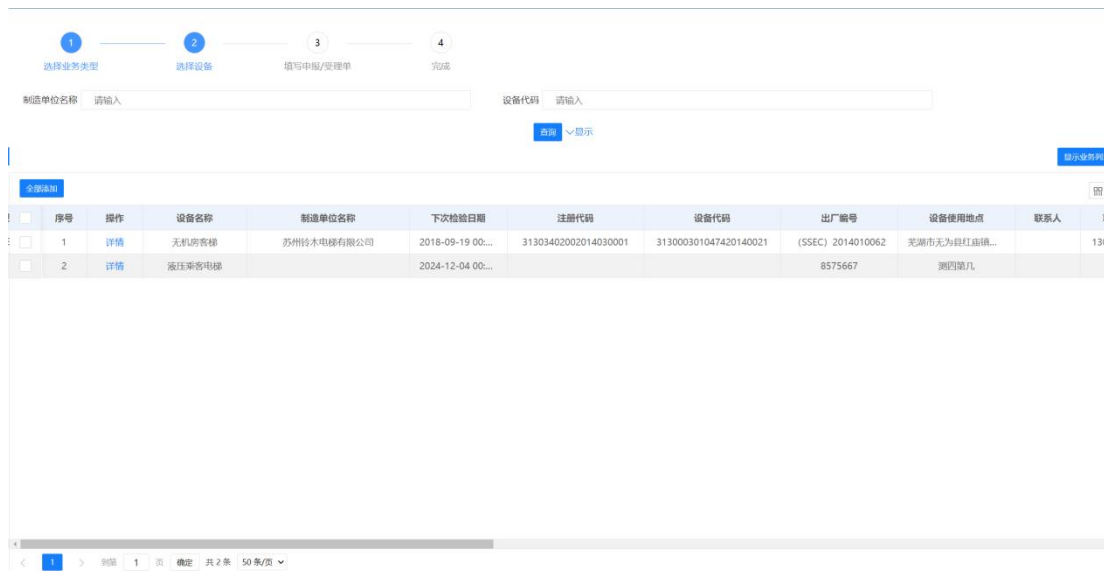 1 2 3 4
选择业务类型 选择设备 填写申报/受理单 完成
制造单位名称 请输入 设备代码 请输入
查询 显示
显示业务列
全部添加
序号 操作 设备名称 制造单位名称 下次检验日期 注册代码 设备代码 出厂编号 设备使用地点 联系人
1 详情 无机房客梯 苏州铃木电梯有限公司 2018-09-19 00:... 31303402002014030001 313000301047420140021 (SSEC) 2014010062 芜湖市无为县红庙镇... 130
2 详情 液压乘客电梯 2024-12-04 00:... 8575667 测四第几
1 到第 1 页 确定 共 2 条 50 条/页